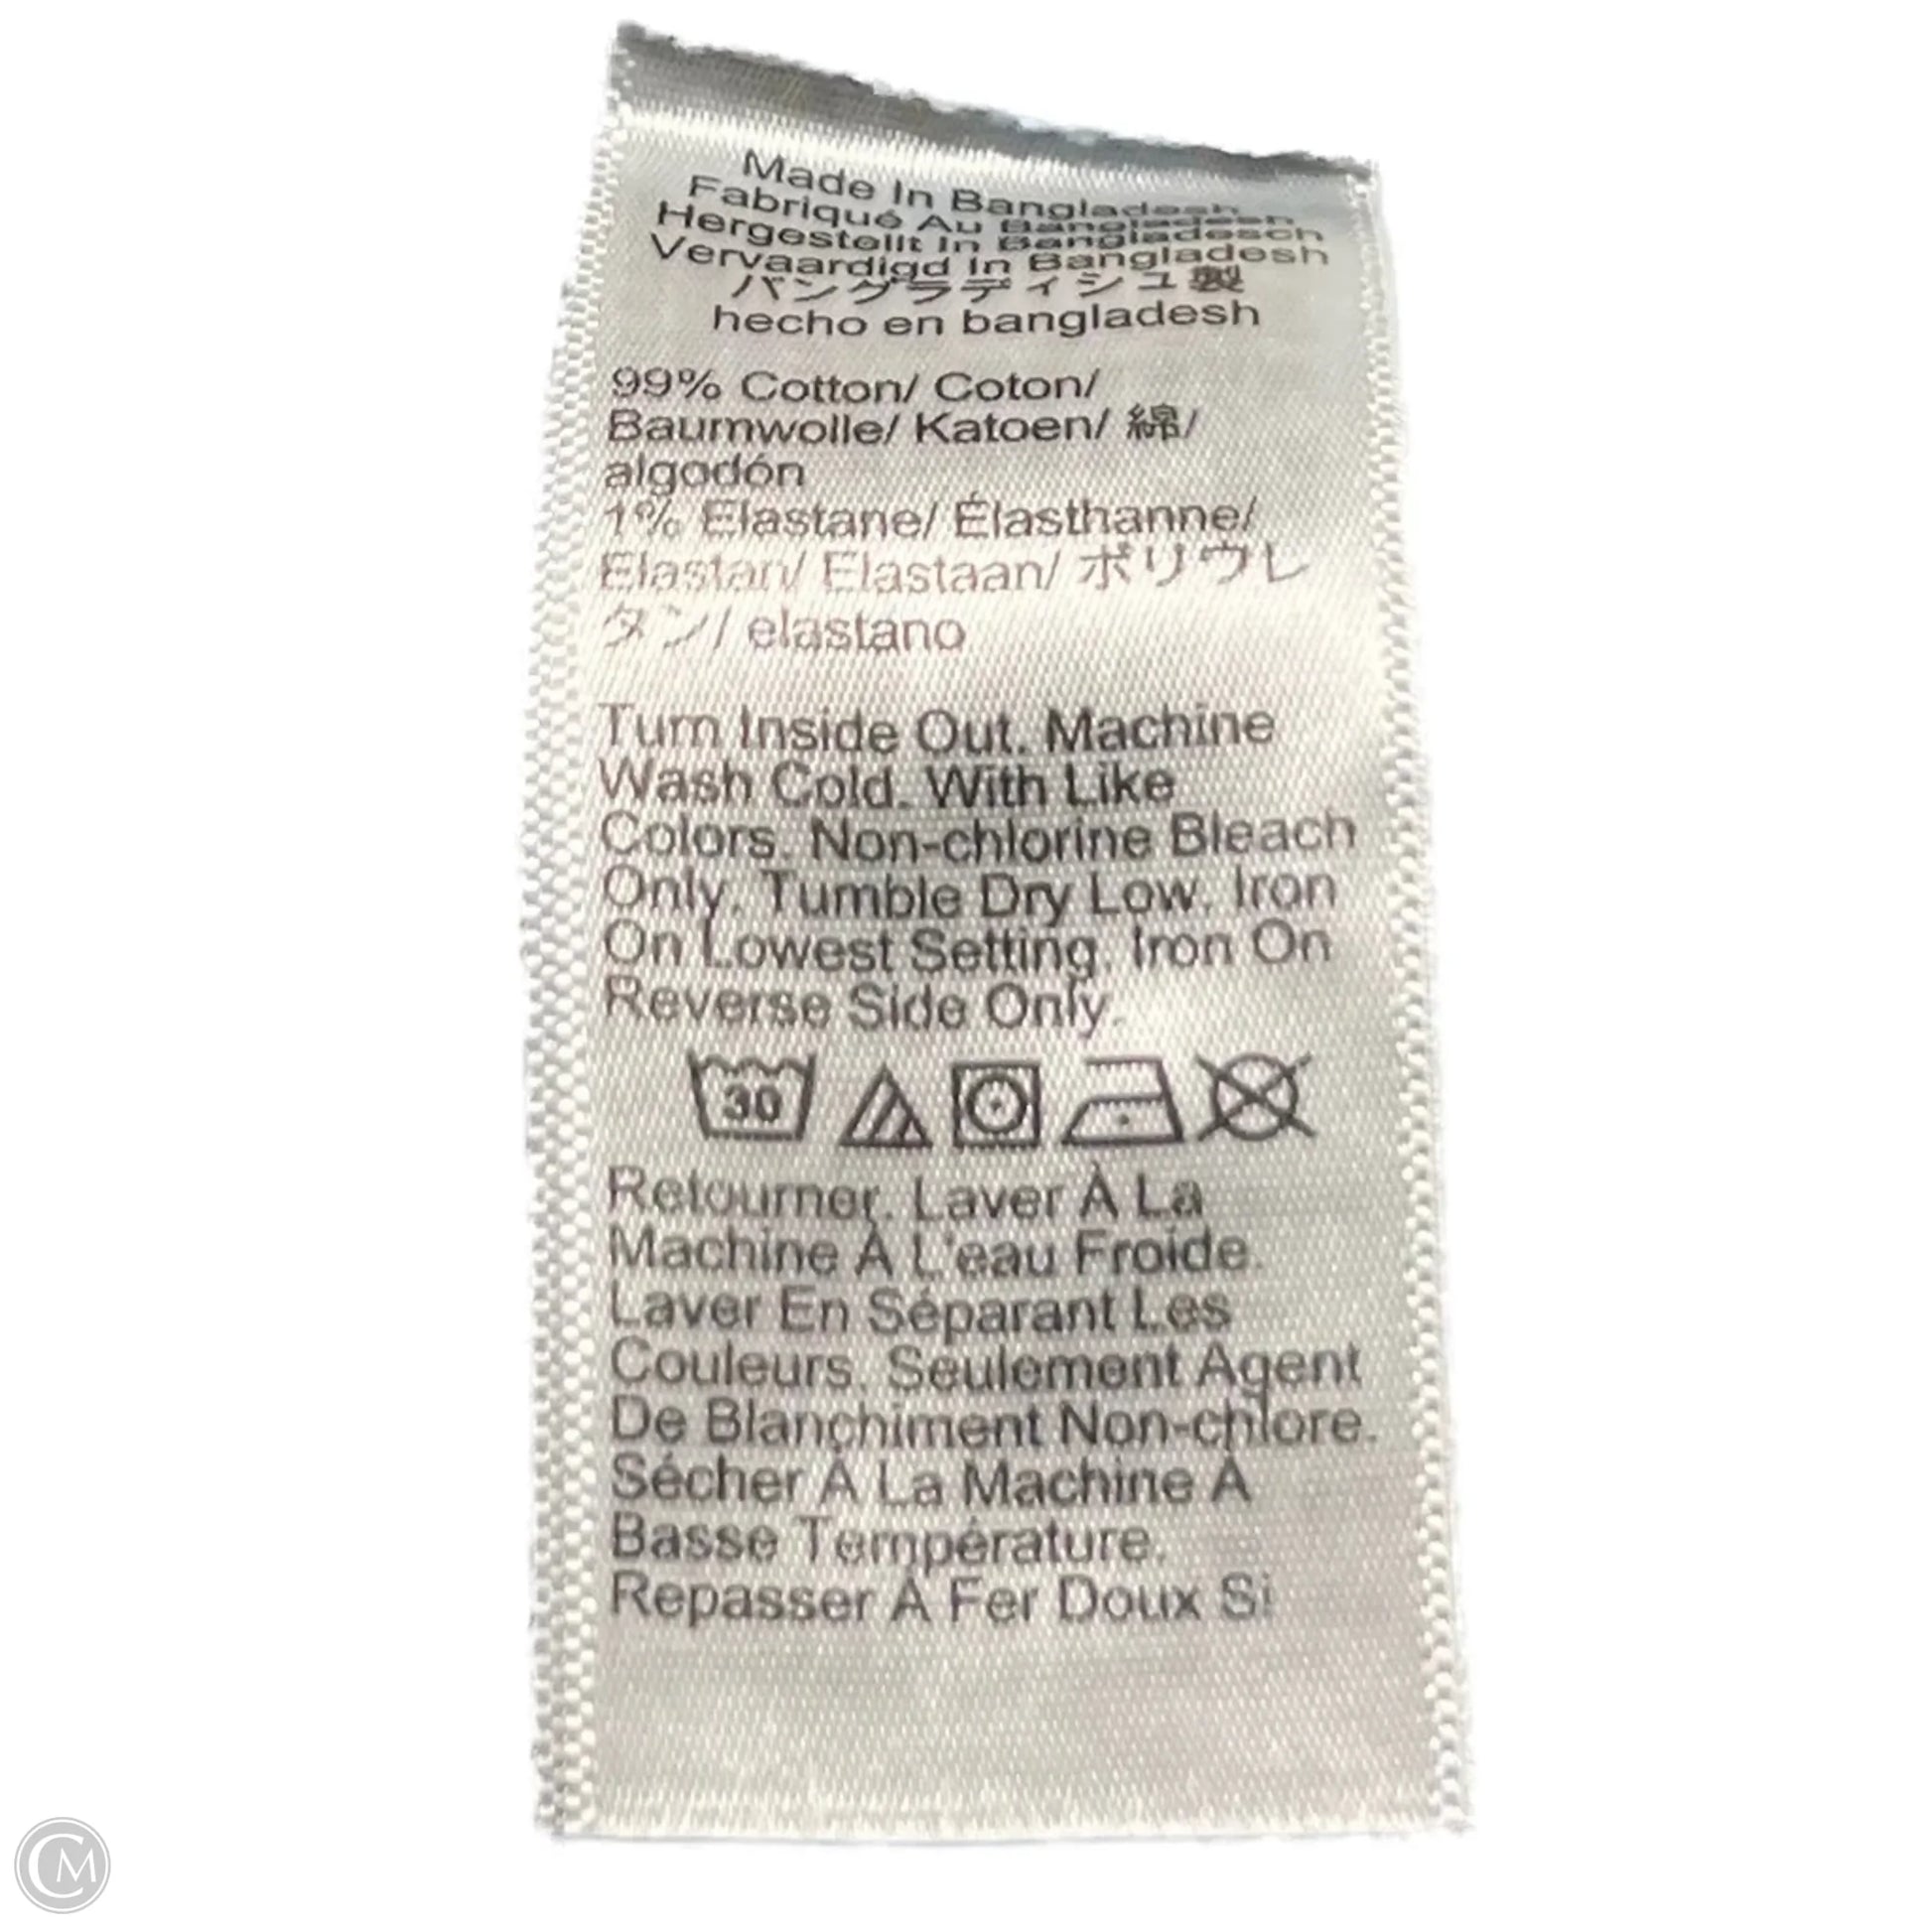 Made In Bangladesh
Fabriqué Au Bangladesh
Hergestellt In Bangladesch
Vervaardigd In Bangladesh
バングラディシュ製
hecho en bangladesh
99% Cotton/ Coton/
Baumwolle/ Katoen/ 綿/
algodón
1% Elastane/ Élasthanne/
Elastan/ Elastaan/ ポリウレ
タン/ elastano
Turn Inside Out. Machine
Wash Cold. With Like
Colors. Non-chlorine Bleach
Only. Tumble Dry Low. Iron
On Lowest Setting. Iron On
Reverse Side Only.
30
Retourner. Laver À La
Machine À L'eau Froide.
Laver En Séparant Les
Couleurs. Seulement Agent
De Blanchiment Non-chlore.
Sécher À La Machine À
Basse Température.
Repasser À Fer Doux Si
CM